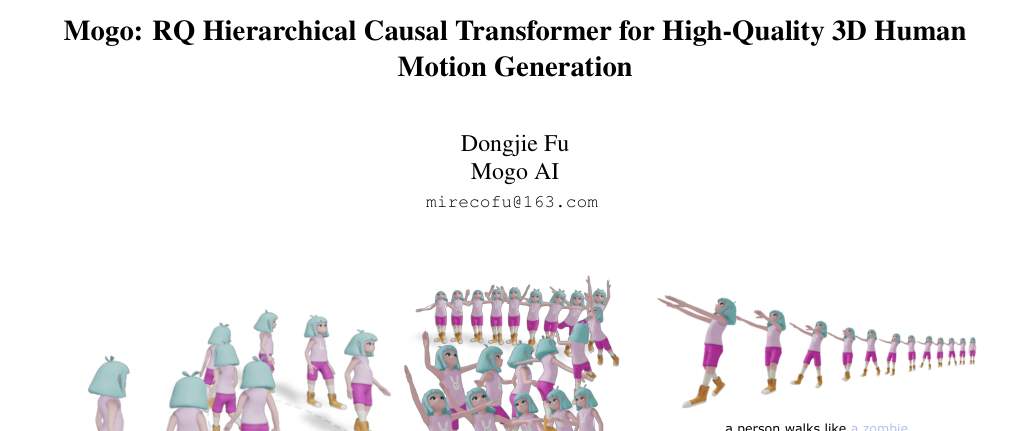 Mogo: RQ Hierarchical Causal Transformer for High-Quality 3D Human
Motion Generation
Dongjie Fu
Mogo AI
mirecofu@163.com
a person walks like a zombie